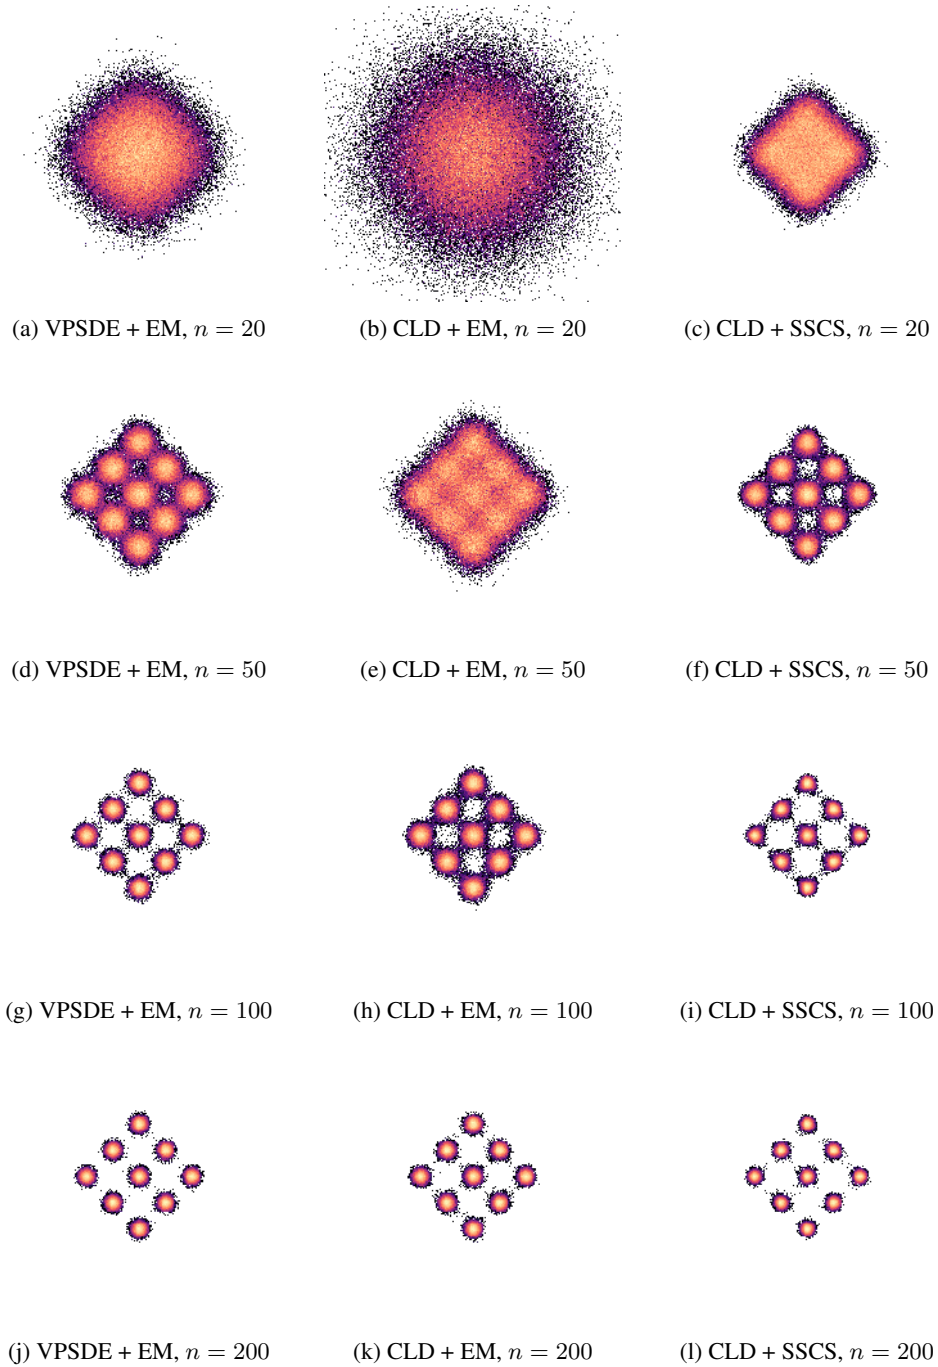 (a) VPSDE + EM, n = 20
(b) CLD + EM, n = 20
(c) CLD + SSCS, n = 20
(d) VPSDE + EM, n = 50
(e) CLD + EM, n = 50
(f) CLD + SSCS, n = 50
(g) VPSDE + EM, n = 100
(h) CLD + EM, n = 100
(i) CLD + SSCS, n = 100
(j) VPSDE + EM, n = 200
(k) CLD + EM, n = 200
(l) CLD + SSCS, n = 200